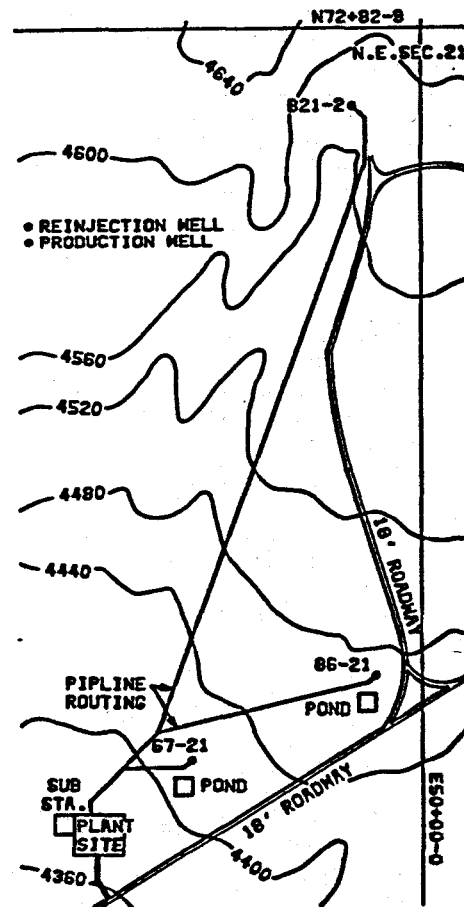 N72+82-8
N.E.SEC.21
4640
B21-2
4600
REINJECTION WELL
PRODUCTION WELL
4560
4520
4480
18' ROADWAY
4440
86-21
PIPLINE
ROUTING
POND
67-21
SUB
STA.
POND
PLANT
SITE
18' ROADWAY
E50+00-0
4400
4360